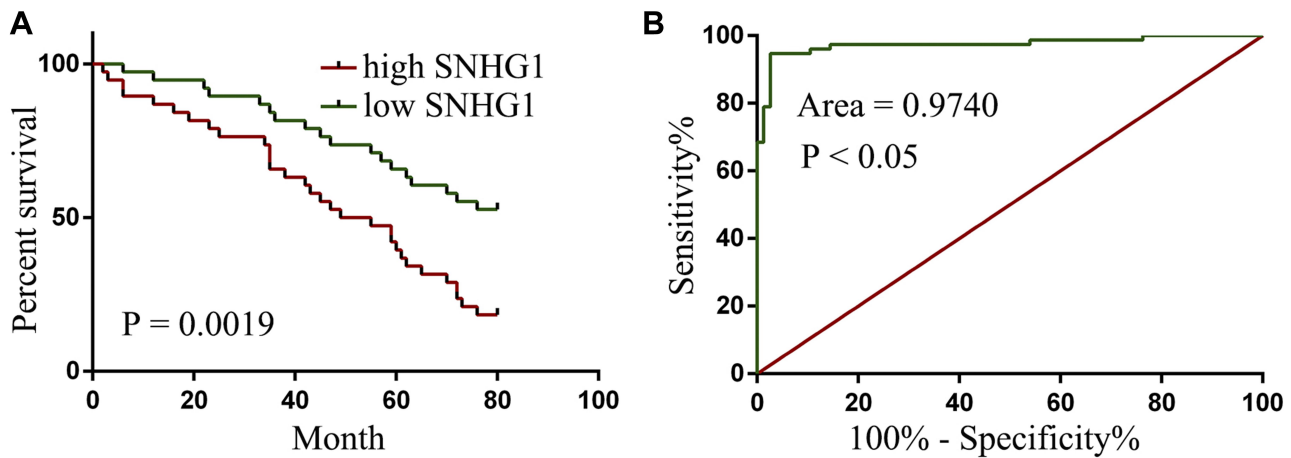 A
Percent survival
100
50
0
high SNHG1
low SNHG1
P = 0.0019
0 20 40 60 80 100
Month
B
Sensitivity%
100
80
60
40
20
0
Area = 0.9740
P < 0.05
0 20 40 60 80 100
100% - Specificity%